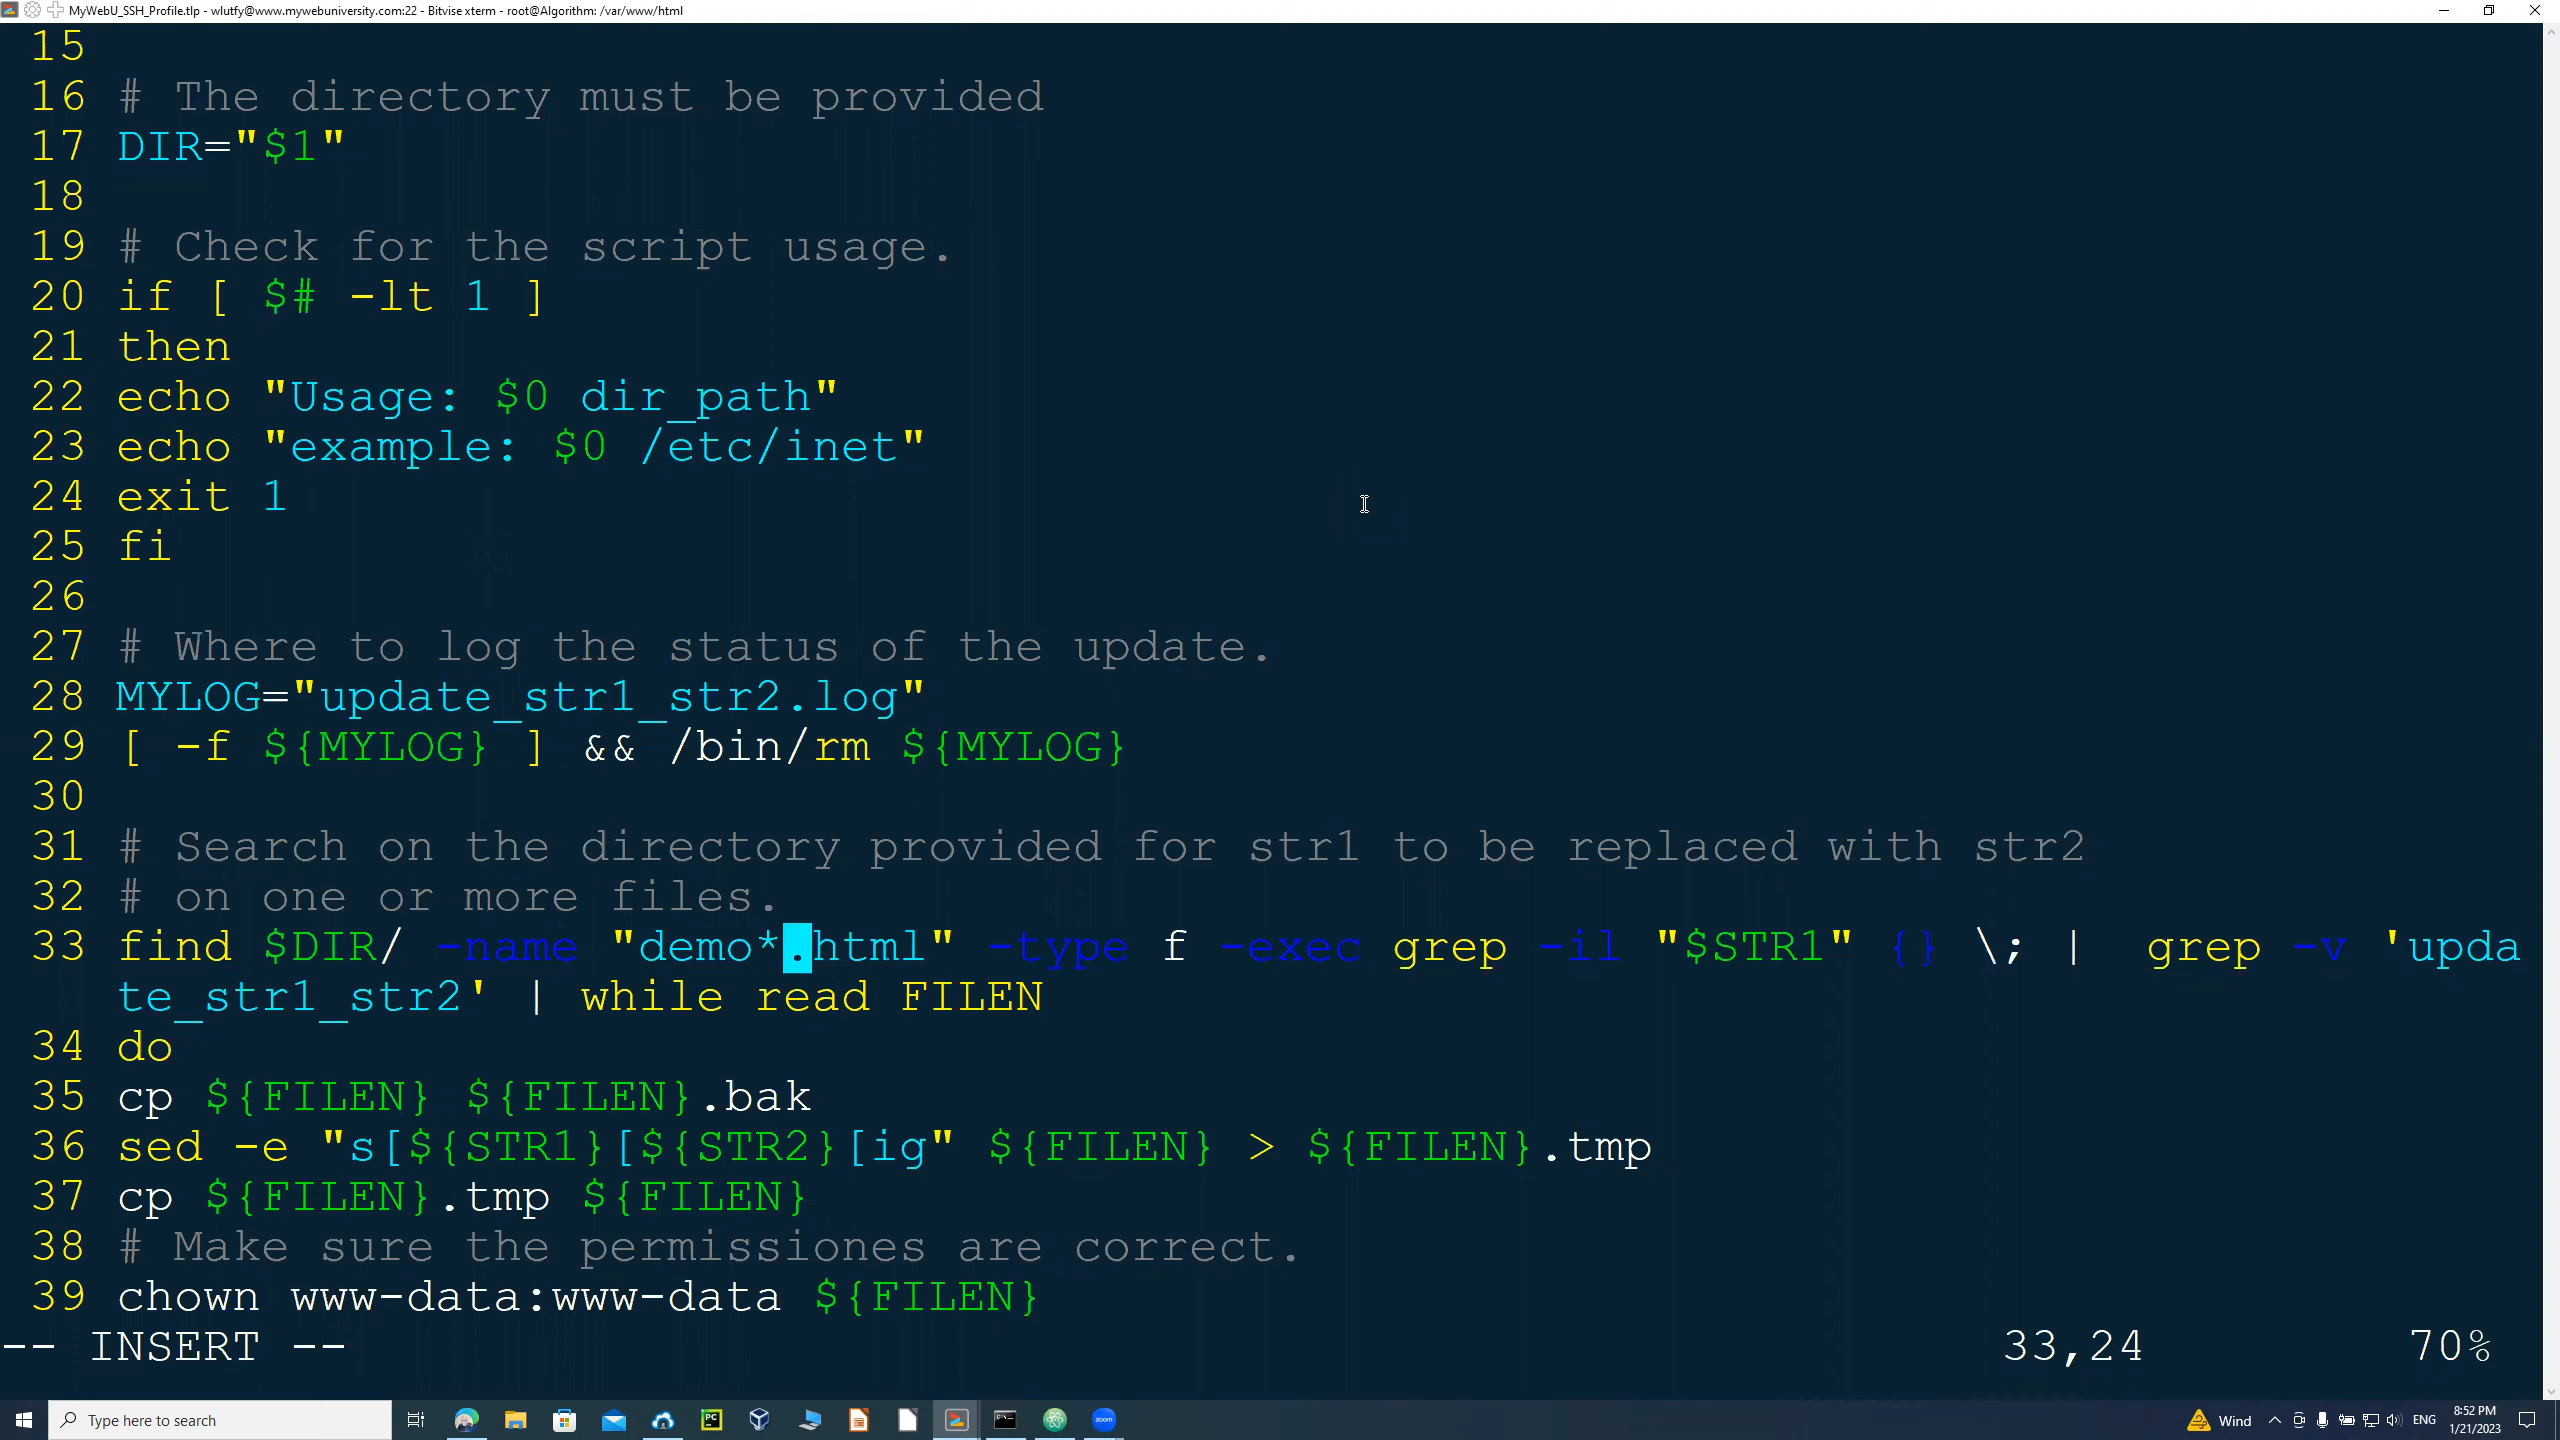 MyWebU_SSH_Profile.tlp - wlutfy@www.mywebuniversity.com:22 - Bitvise xterm - root@Algorithm: /var/www/html
15
16 # The directory must be provided
17 DIR="$1"
18
19 # Check for the script usage.
20 if [ $# -lt 1 ]
21 then
22 echo "Usage: $0 dir_path"
23 echo "example: $0 /etc/inet"
24 exit 1
25 fi
26
27 # Where to log the status of the update.
28 MYLOG="update_str1_str2.log"
29 [ -f ${MYLOG} ] && /bin/rm ${MYLOG}
30
31 # Search on the directory provided for str1 to be replaced with str2
32 # on one or more files.
33 find $DIR/ -name "demo*.html" -type f -exec grep -il "$STR1" {} \; |  grep -v 'upda
te_str1_str2' | while read FILEN
34 do
35 cp ${FILEN} ${FILEN}.bak
36 sed -e "s[${STR1}[${STR2}[ig" ${FILEN} > ${FILEN}.tmp
37 cp ${FILEN}.tmp ${FILEN}
38 # Make sure the permissiones are correct.
39 chown www-data:www-data ${FILEN}
-- INSERT -- 33,24 70%
Type here to search
PC
zoom
Wind
ENG
8:52 PM
1/21/2023